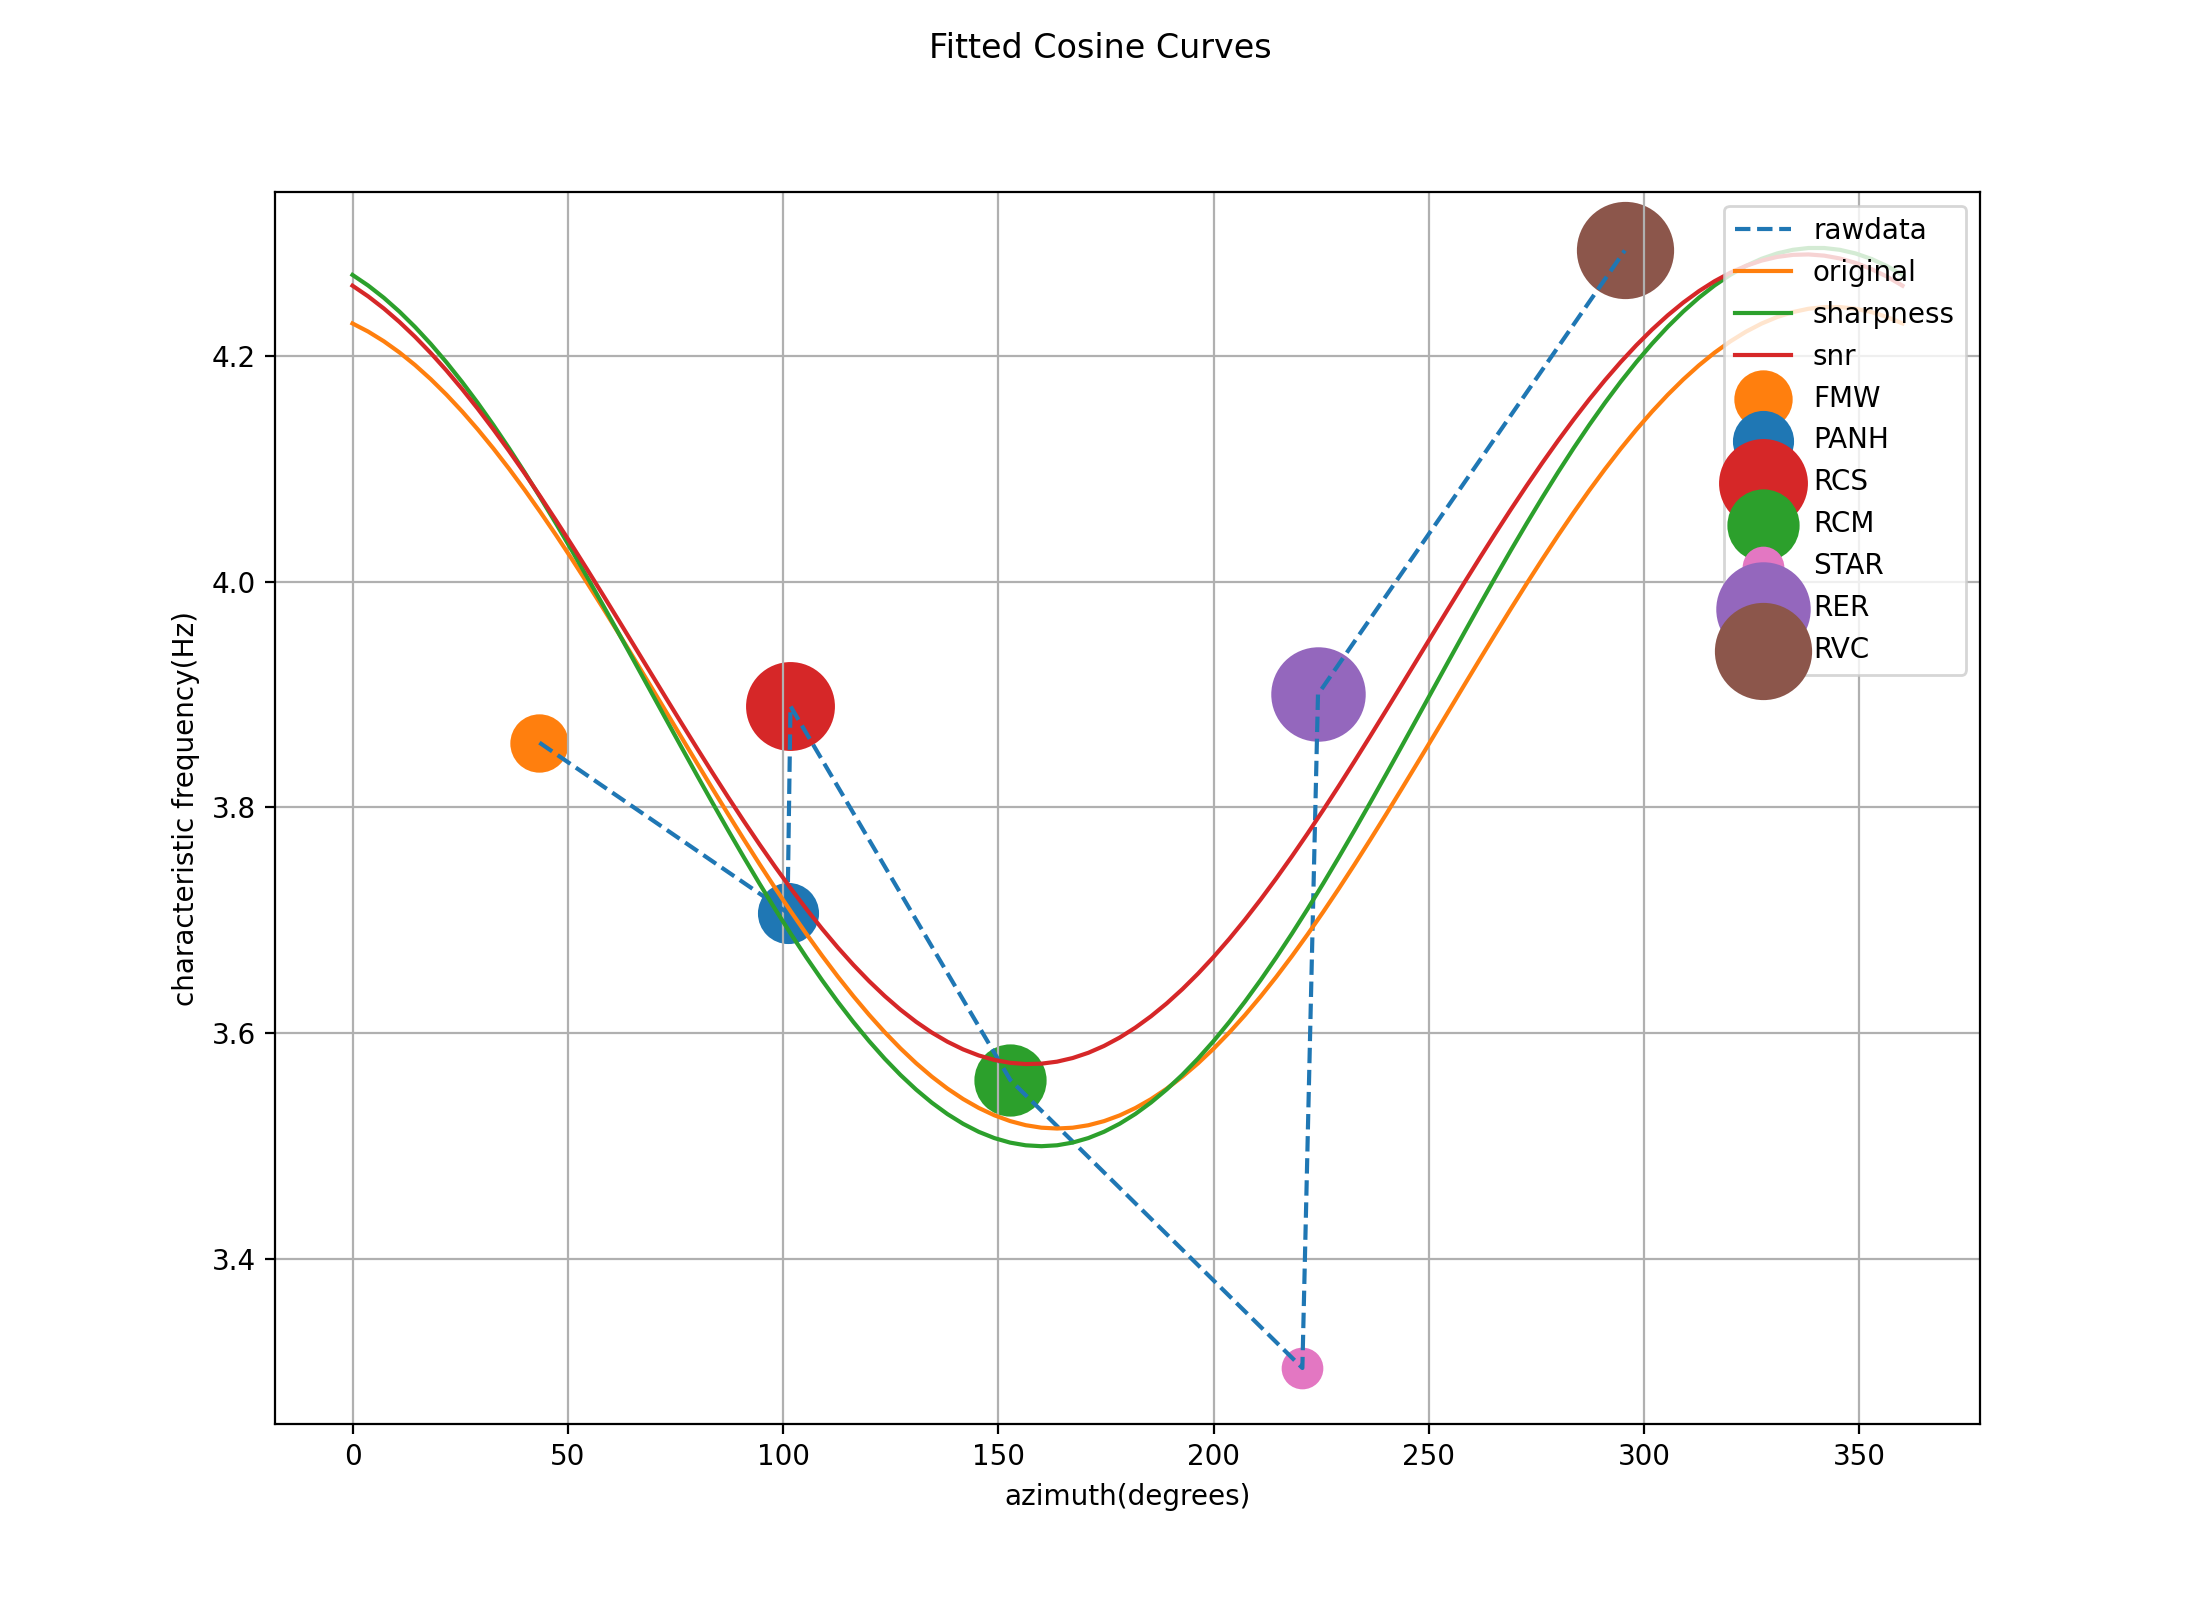 Fitted Cosine Curves
rawdata
original
sharpness
snr
FMW
PANH
RCS
RCM
STAR
RER
RVC
4.2
4.0
3.8
3.6
3.4
characteristic frequency(Hz)
0 50 100 150 200 250 300 350
azimuth(degrees)